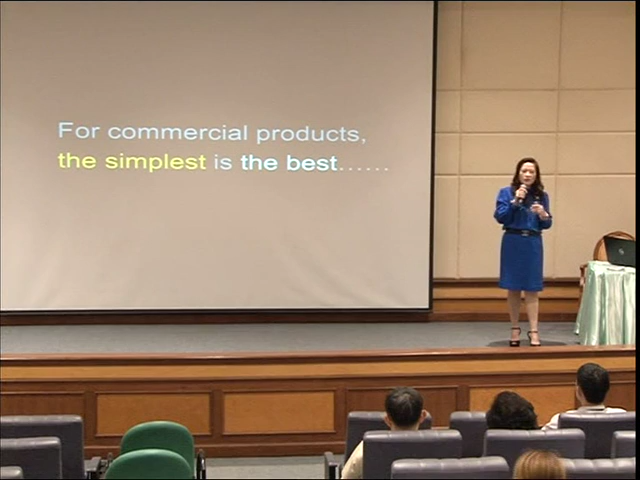 For commercial products,
the simplest is the best......